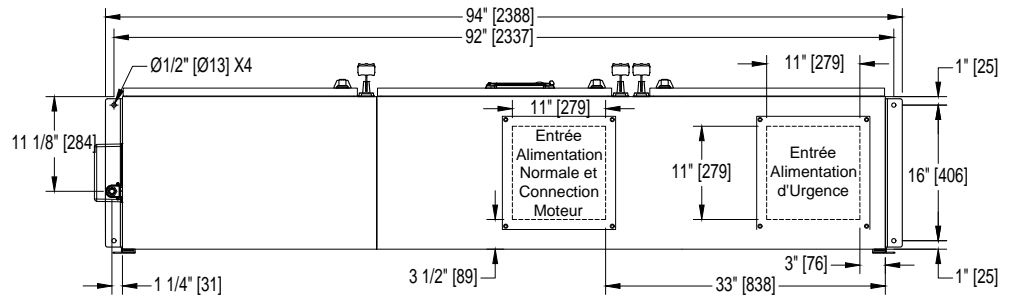 94" [2388]
92" [2337]
Ø1/2" [Ø13] X4
11" [279]
1" [25]
11 1/8" [284]
11" [279]
Entrée
Alimentation
Normale et
Connection
Moteur
11" [279]
Entrée
Alimentation
d'Urgence
16" [406]
1 1/4" [31]
3 1/2" [89]
33" [838]
3" [76]
1" [25]